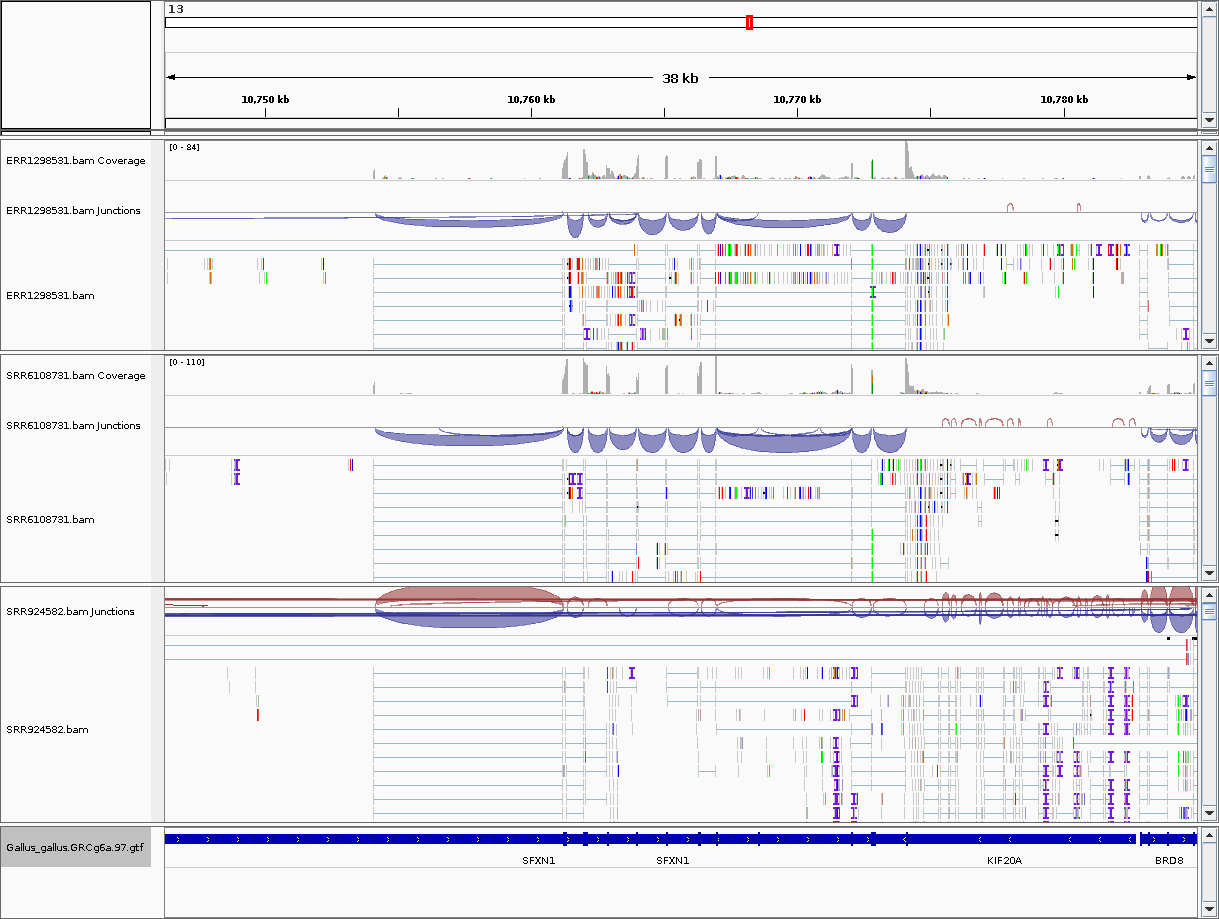 13
38 kb
10,750 kb 10,760 kb 10,770 kb 10,780 kb
[0 - 84]
ERR1298531.bam Coverage
ERR1298531.bam Junctions
ERR1298531.bam
[0 - 110]
SRR6108731.bam Coverage
SRR6108731.bam Junctions
SRR6108731.bam
SRR924582.bam Junctions
SRR924582.bam
Gallus_gallus.GRCg6a.97.gtf
SFXN1 SFXN1 KIF20A BRD8